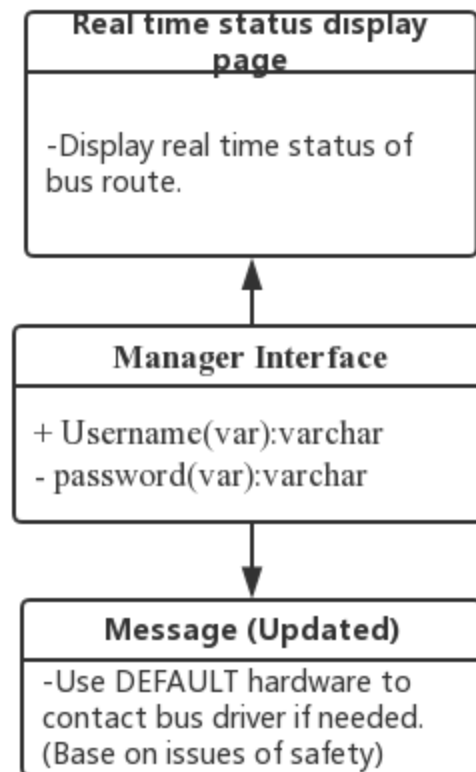 Real time status display
page
-Display real time status of
bus route.
Manager Interface
+ Username(var):varchar
- password(var):varchar
Message (Updated)
-Use DEFAULT hardware to
contact bus driver if needed.
(Base on issues of safety)